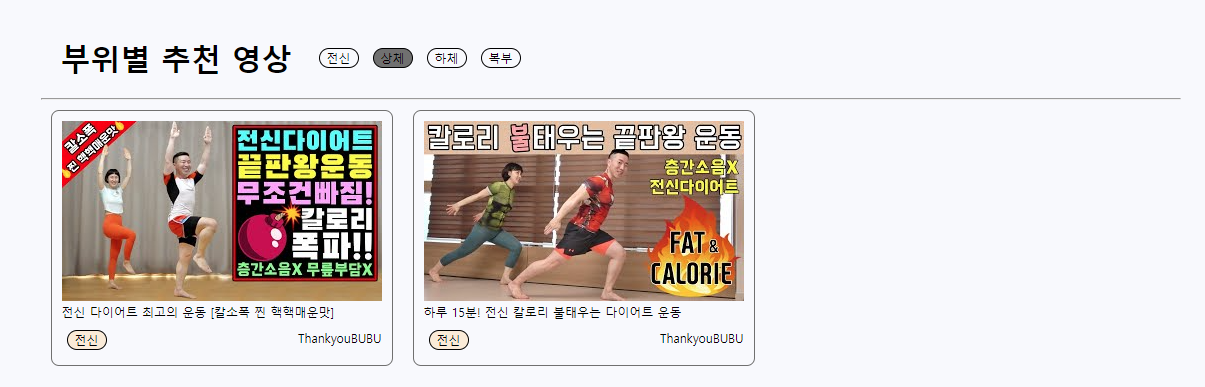 부위별 추천 영상
전신 상체 하체 복부
칼소폭
찐 핵핵매운맛
전신다이어트
끝판왕운동
무조건빠짐!
칼로리
폭파!!
층간소음X 무릎부담X
전신 다이어트 최고의 운동 [칼소폭 찐 핵핵매운맛]
전신 ThankyouBUBU
칼로리 불태우는 끝판왕 운동
층간소음X
전신다이어트
FAT &
CALORIE
하루 15분! 전신 칼로리 불태우는 다이어트 운동
전신 ThankyouBUBU